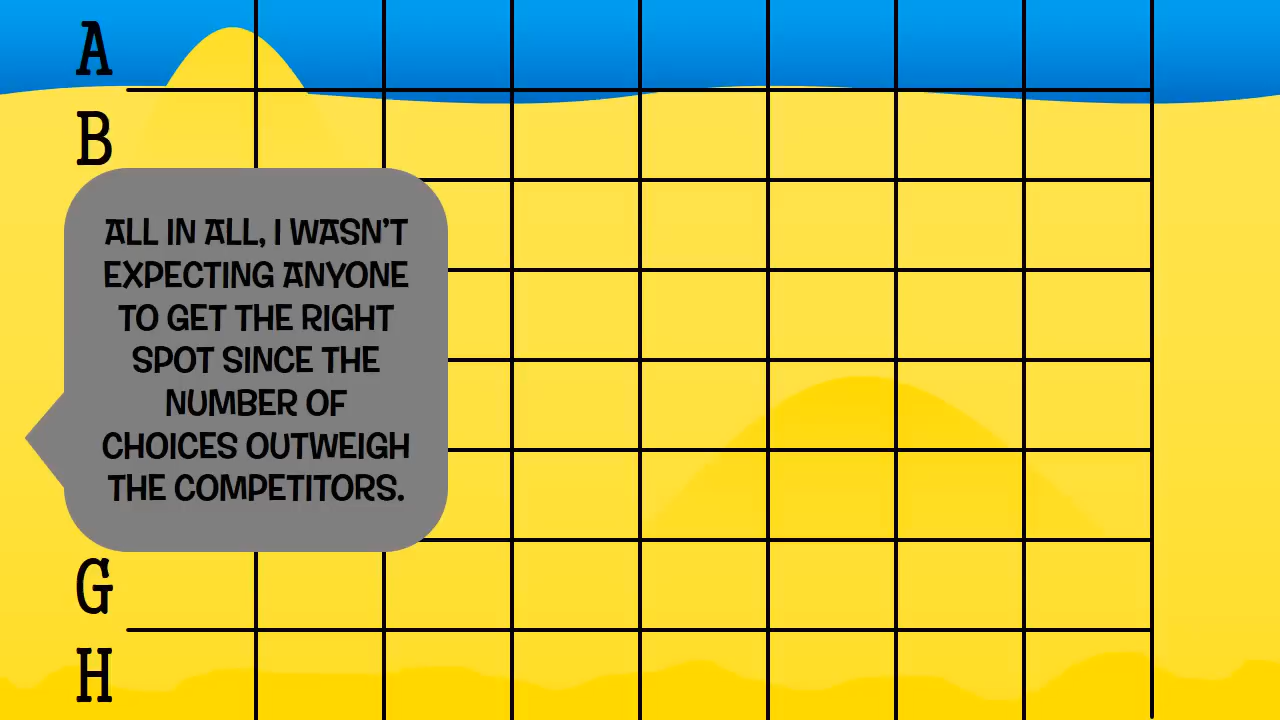 A
B
ALL IN ALL, I WASN'T
EXPECTING ANYONE
TO GET THE RIGHT
SPOT SINCE THE
NUMBER OF
CHOICES OUTWEIGH
THE COMPETITORS.
G
H